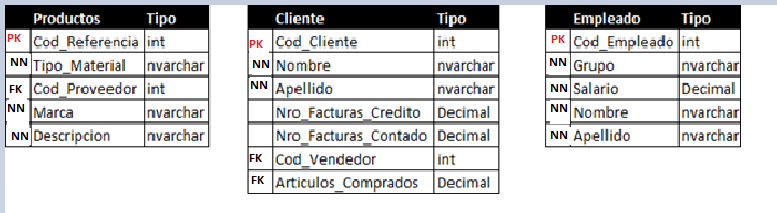 Productos Tipo
PK Cod_Referencia int
NN Tipo_Material nvarchar
FK Cod_Proveedor int
NN Marca nvarchar
NN Descripcion nvarchar
Cliente Tipo
PK Cod_Cliente int
NN Nombre nvarchar
NN Apellido nvarchar
Nro_Facturas_Credito Decimal
Nro_Facturas_Contado Decimal
FK Cod_Vendedor int
FK Articulos_Comprados Decimal
Empleado Tipo
PK Cod_Empleado int
NN Grupo nvarchar
NN Salario Decimal
NN Nombre nvarchar
NN Apellido nvarchar